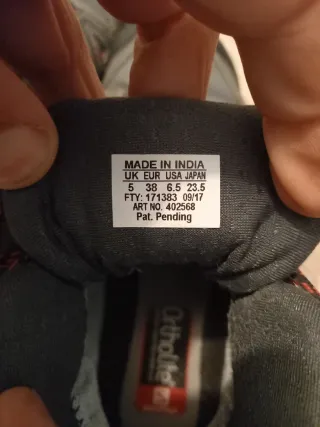 MADE IN INDIA
UK EUR USA JAPAN
5 38 6.5 23.5
FTY: 171383 09/17
ART NO. 402568
Pat. Pending
Ortholite